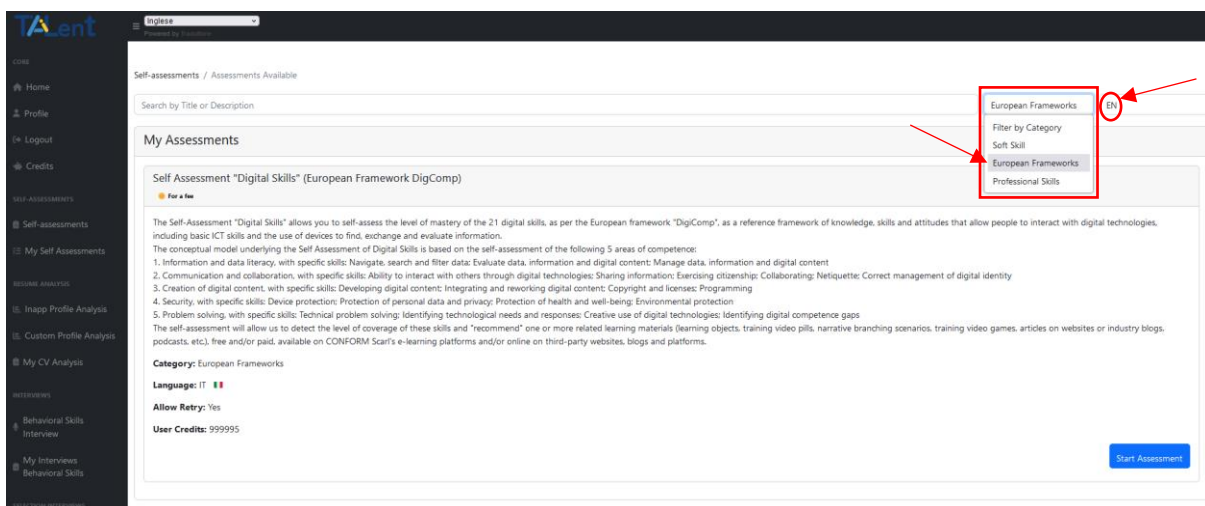 TALent
Inglese
Powered by Translate
CORE
Home
Profile
Logout
Credits
SELF-ASSESSMENTS
Self-assessments
My Self Assessments
RESUME ANALYSIS
Inapp Profile Analysis
Custom Profile Analysis
My CV Analysis
INTERVIEWS
Behavioral Skills
Interview
My Interviews
Behavioral Skills
Self-assessments / Assessments Available
Search by Title or Description
European Frameworks
EN
Filter by Category
Soft Skill
European Frameworks
Professional Skills
My Assessments
Self Assessment "Digital Skills" (European Framework DigComp)
For a fee
The Self-Assessment "Digital Skills" allows you to self-assess the level of mastery of the 21 digital skills, as per the European framework "DigiComp", as a reference framework of knowledge, skills and attitudes that allow people to interact with digital technologies,
including basic ICT skills and the use of devices to find, exchange and evaluate information.
The conceptual model underlying the Self Assessment of Digital Skills is based on the self-assessment of the following 5 areas of competence:
1. Information and data literacy, with specific skills: Navigate, search and filter data; Evaluate data, information and digital content; Manage data, information and digital content
2. Communication and collaboration, with specific skills: Ability to interact with others through digital technologies; Sharing information; Exercising citizenship; Collaborating; Netiquette; Correct management of digital identity
3. Creation of digital content, with specific skills: Developing digital content; Integrating and reworking digital content; Copyright and licenses; Programming
4. Security, with specific skills: Device protection; Protection of personal data and privacy; Protection of health and well-being; Environmental protection
5. Problem solving, with specific skills: Technical problem solving; Identifying technological needs and responses; Creative use of digital technologies; Identifying digital competence gaps
The self-assessment will allow us to detect the level of coverage of these skills and "recommend" one or more related learning materials (learning objects, training video pills, narrative branching scenarios, training video games, articles on websites or industry blogs,
podcasts, etc.), free and/or paid, available on CONFORM Scarl's e-learning platforms and/or online on third-party websites, blogs and platforms.
Category: European Frameworks
Language: IT
Allow Retry: Yes
User Credits: 999995
Start Assessment